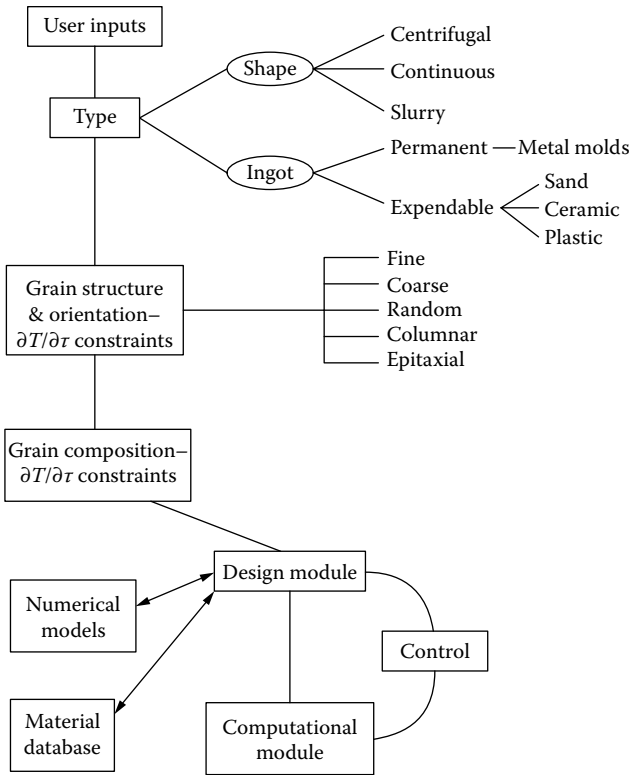 User inputs
Type
Shape
Centrifugal
Continuous
Slurry
Ingot
Permanent
Metal molds
Expendable
Sand
Ceramic
Plastic
Grain structure
& orientation–
∂T/∂τ constraints
Fine
Coarse
Random
Columnar
Epitaxial
Grain composition–
∂T/∂τ constraints
Design module
Numerical
models
Control
Material
database
Computational
module